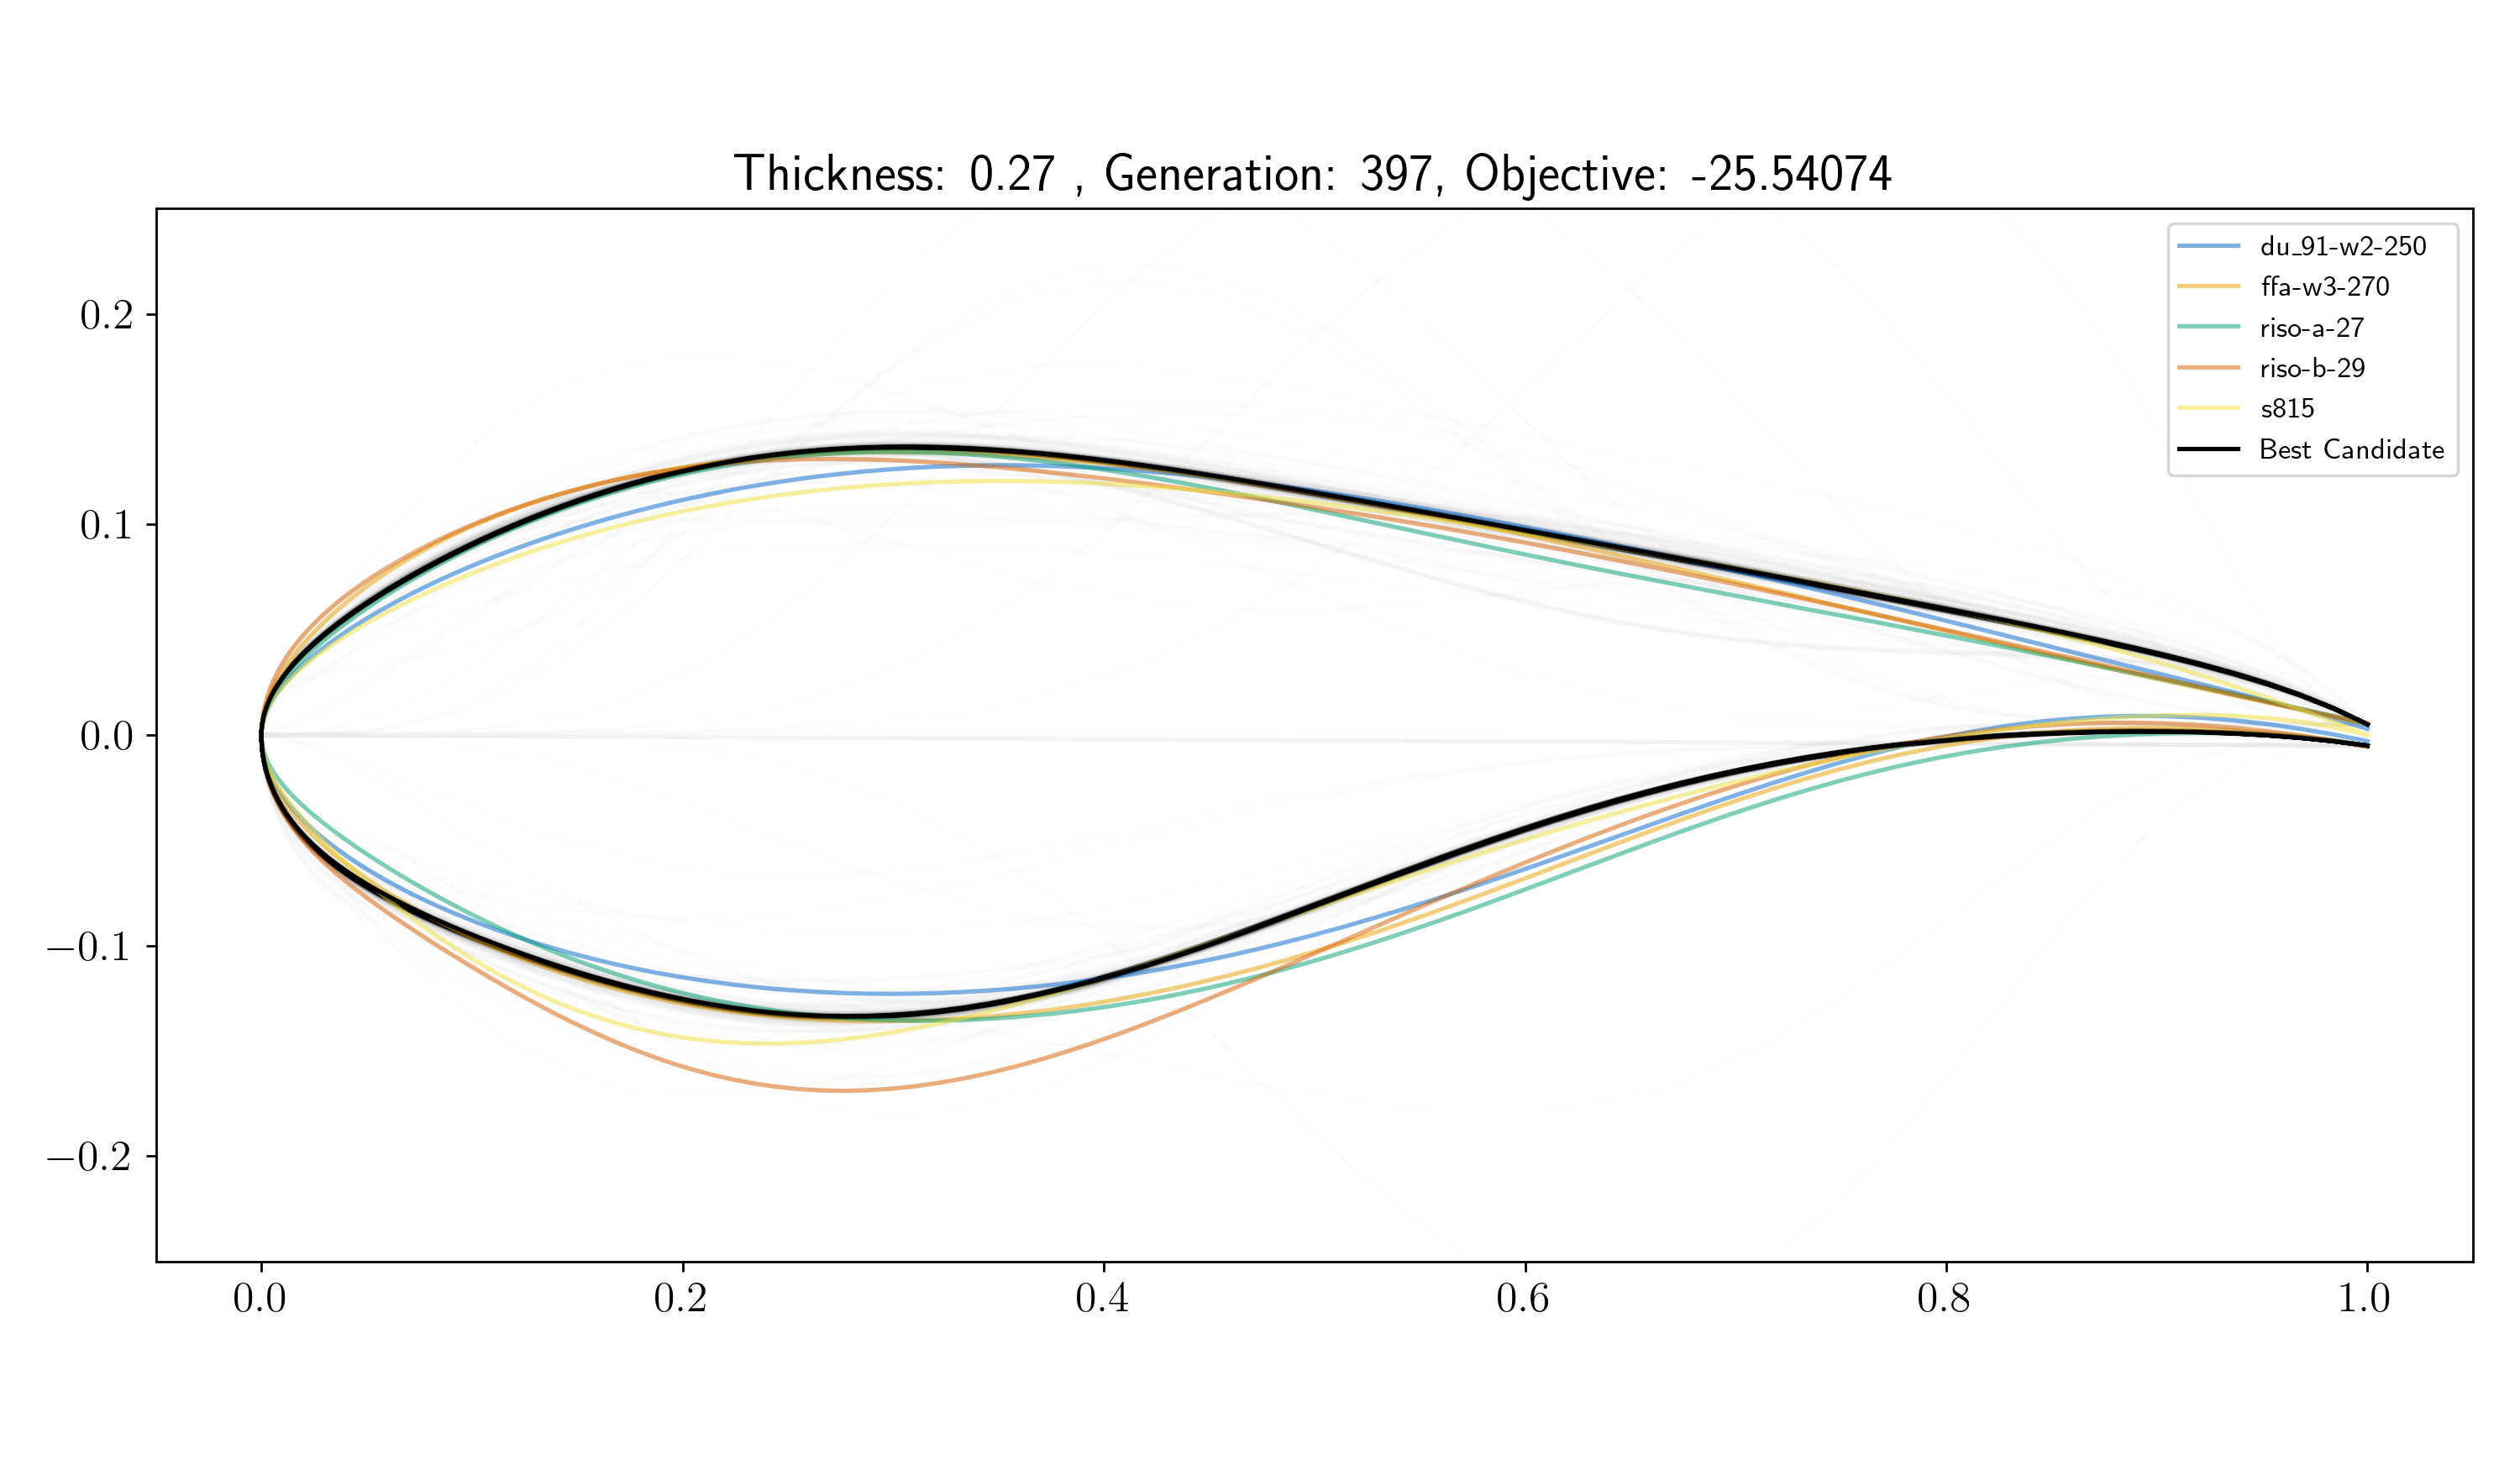 Thickness: 0.27 , Generation: 397, Objective: -25.54074
du_91-w2-250
ffa-w3-270
riso-a-27
riso-b-29
s815
Best Candidate
0.2
0.1
0.0
−0.1
−0.2
0.0 0.2 0.4 0.6 0.8 1.0